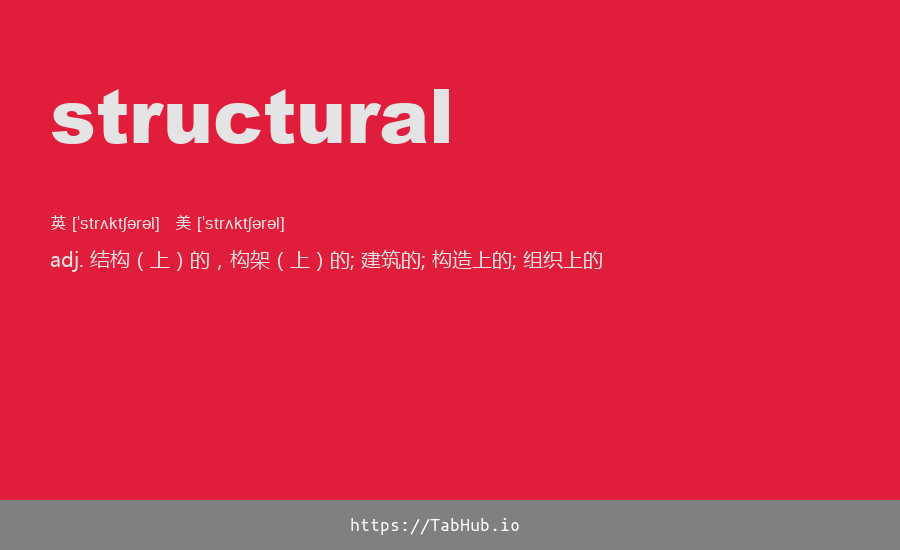 structural
英 [ˈstrʌktʃərəl] 美 [ˈstrʌktʃərəl]
adj. 结构（上）的，构架（上）的; 建筑的; 构造上的; 组织上的
https://TabHub.io